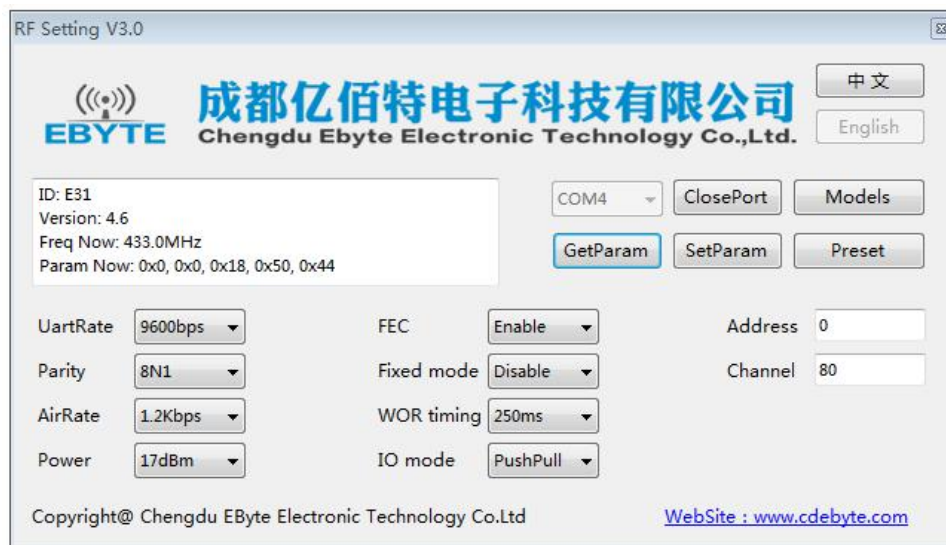 RF Setting V3.0
EBYTE
成都亿佰特电子科技有限公司
Chengdu Ebyte Electronic Technology Co.,Ltd.
中文
English
ID: E31
Version: 4.6
Freq Now: 433.0MHz
Param Now: 0x0, 0x0, 0x18, 0x50, 0x44
COM4 ClosePort Models
GetParam SetParam Preset
UartRate 9600bps FEC Enable Address 0
Parity 8N1 Fixed mode Disable Channel 80
AirRate 1.2Kbps WOR timing 250ms
Power 17dBm IO mode PushPull
Copyright@ Chengdu EByte Electronic Technology Co.Ltd WebSite : www.cdebyte.com